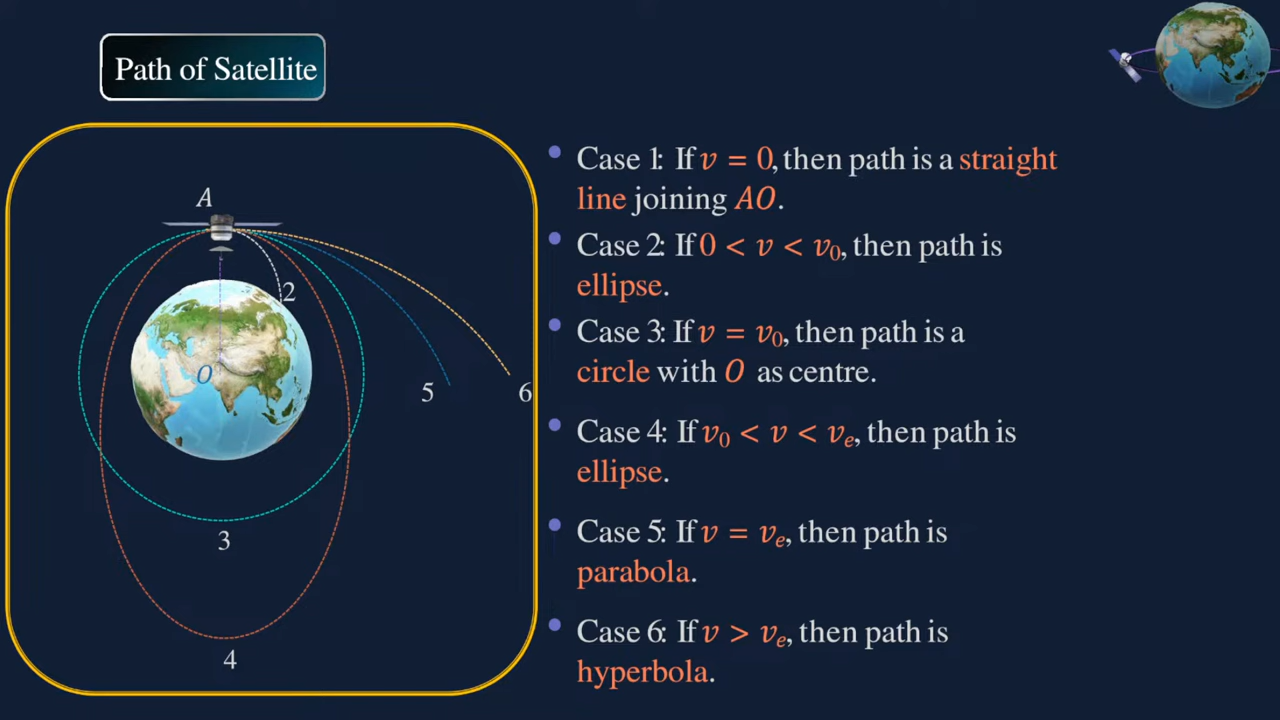 Path of Satellite
A
2
O
5
6
3
4
• Case 1: If v = 0, then path is a straight
line joining AO.
• Case 2: If 0 < v < v₀, then path is
ellipse.
• Case 3: If v = v₀, then path is a
circle with O as centre.
• Case 4: If v₀ < v < vₑ, then path is
ellipse.
• Case 5: If v = vₑ, then path is
parabola.
• Case 6: If v > vₑ, then path is
hyperbola.